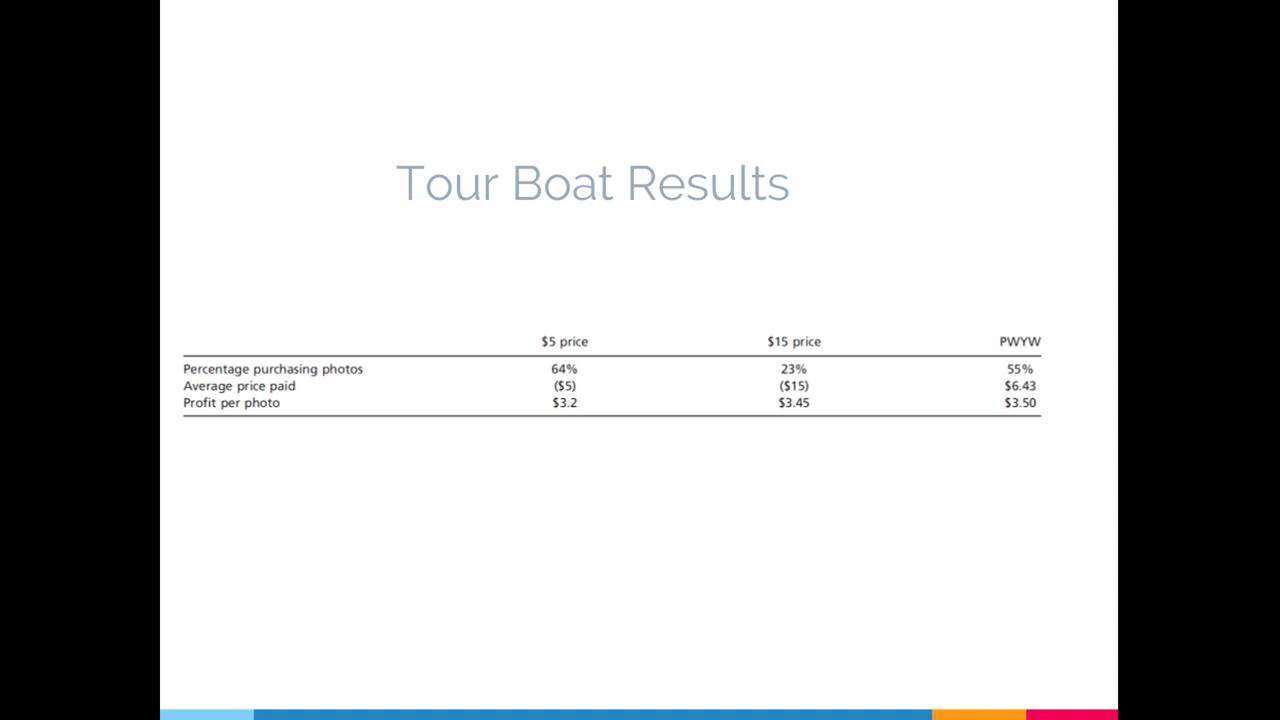 Tour Boat Results
$5 price $15 price PWYW
Percentage purchasing photos 64% 23% 55%
Average price paid ($5) ($15) $6.43
Profit per photo $3.2 $3.45 $3.50